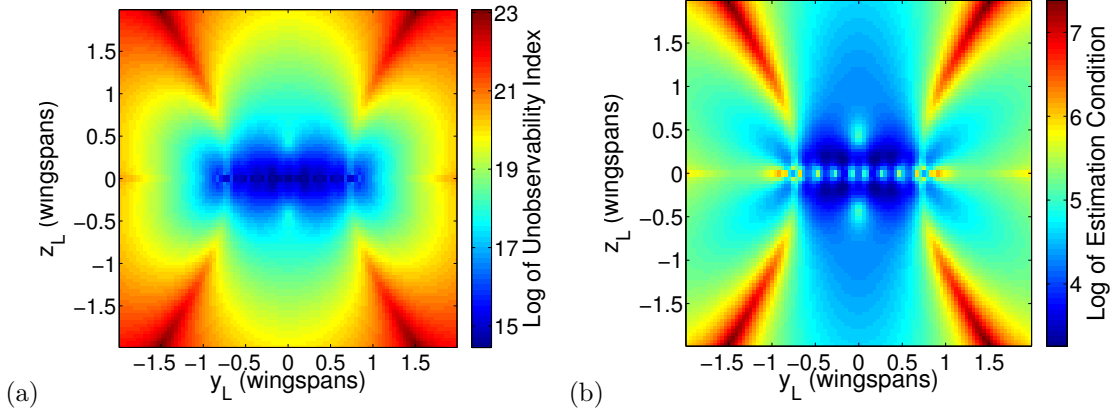 (a)
z_L (wingspans)
1.5
1
0.5
0
−0.5
−1
−1.5
−1.5 −1 −0.5 0 0.5 1 1.5
y_L (wingspans)
23
21
19
17
15
Log of Unobservability Index
(b)
z_L (wingspans)
1.5
1
0.5
0
−0.5
−1
−1.5
−1.5 −1 −0.5 0 0.5 1 1.5
y_L (wingspans)
7
6
5
4
Log of Estimation Condition